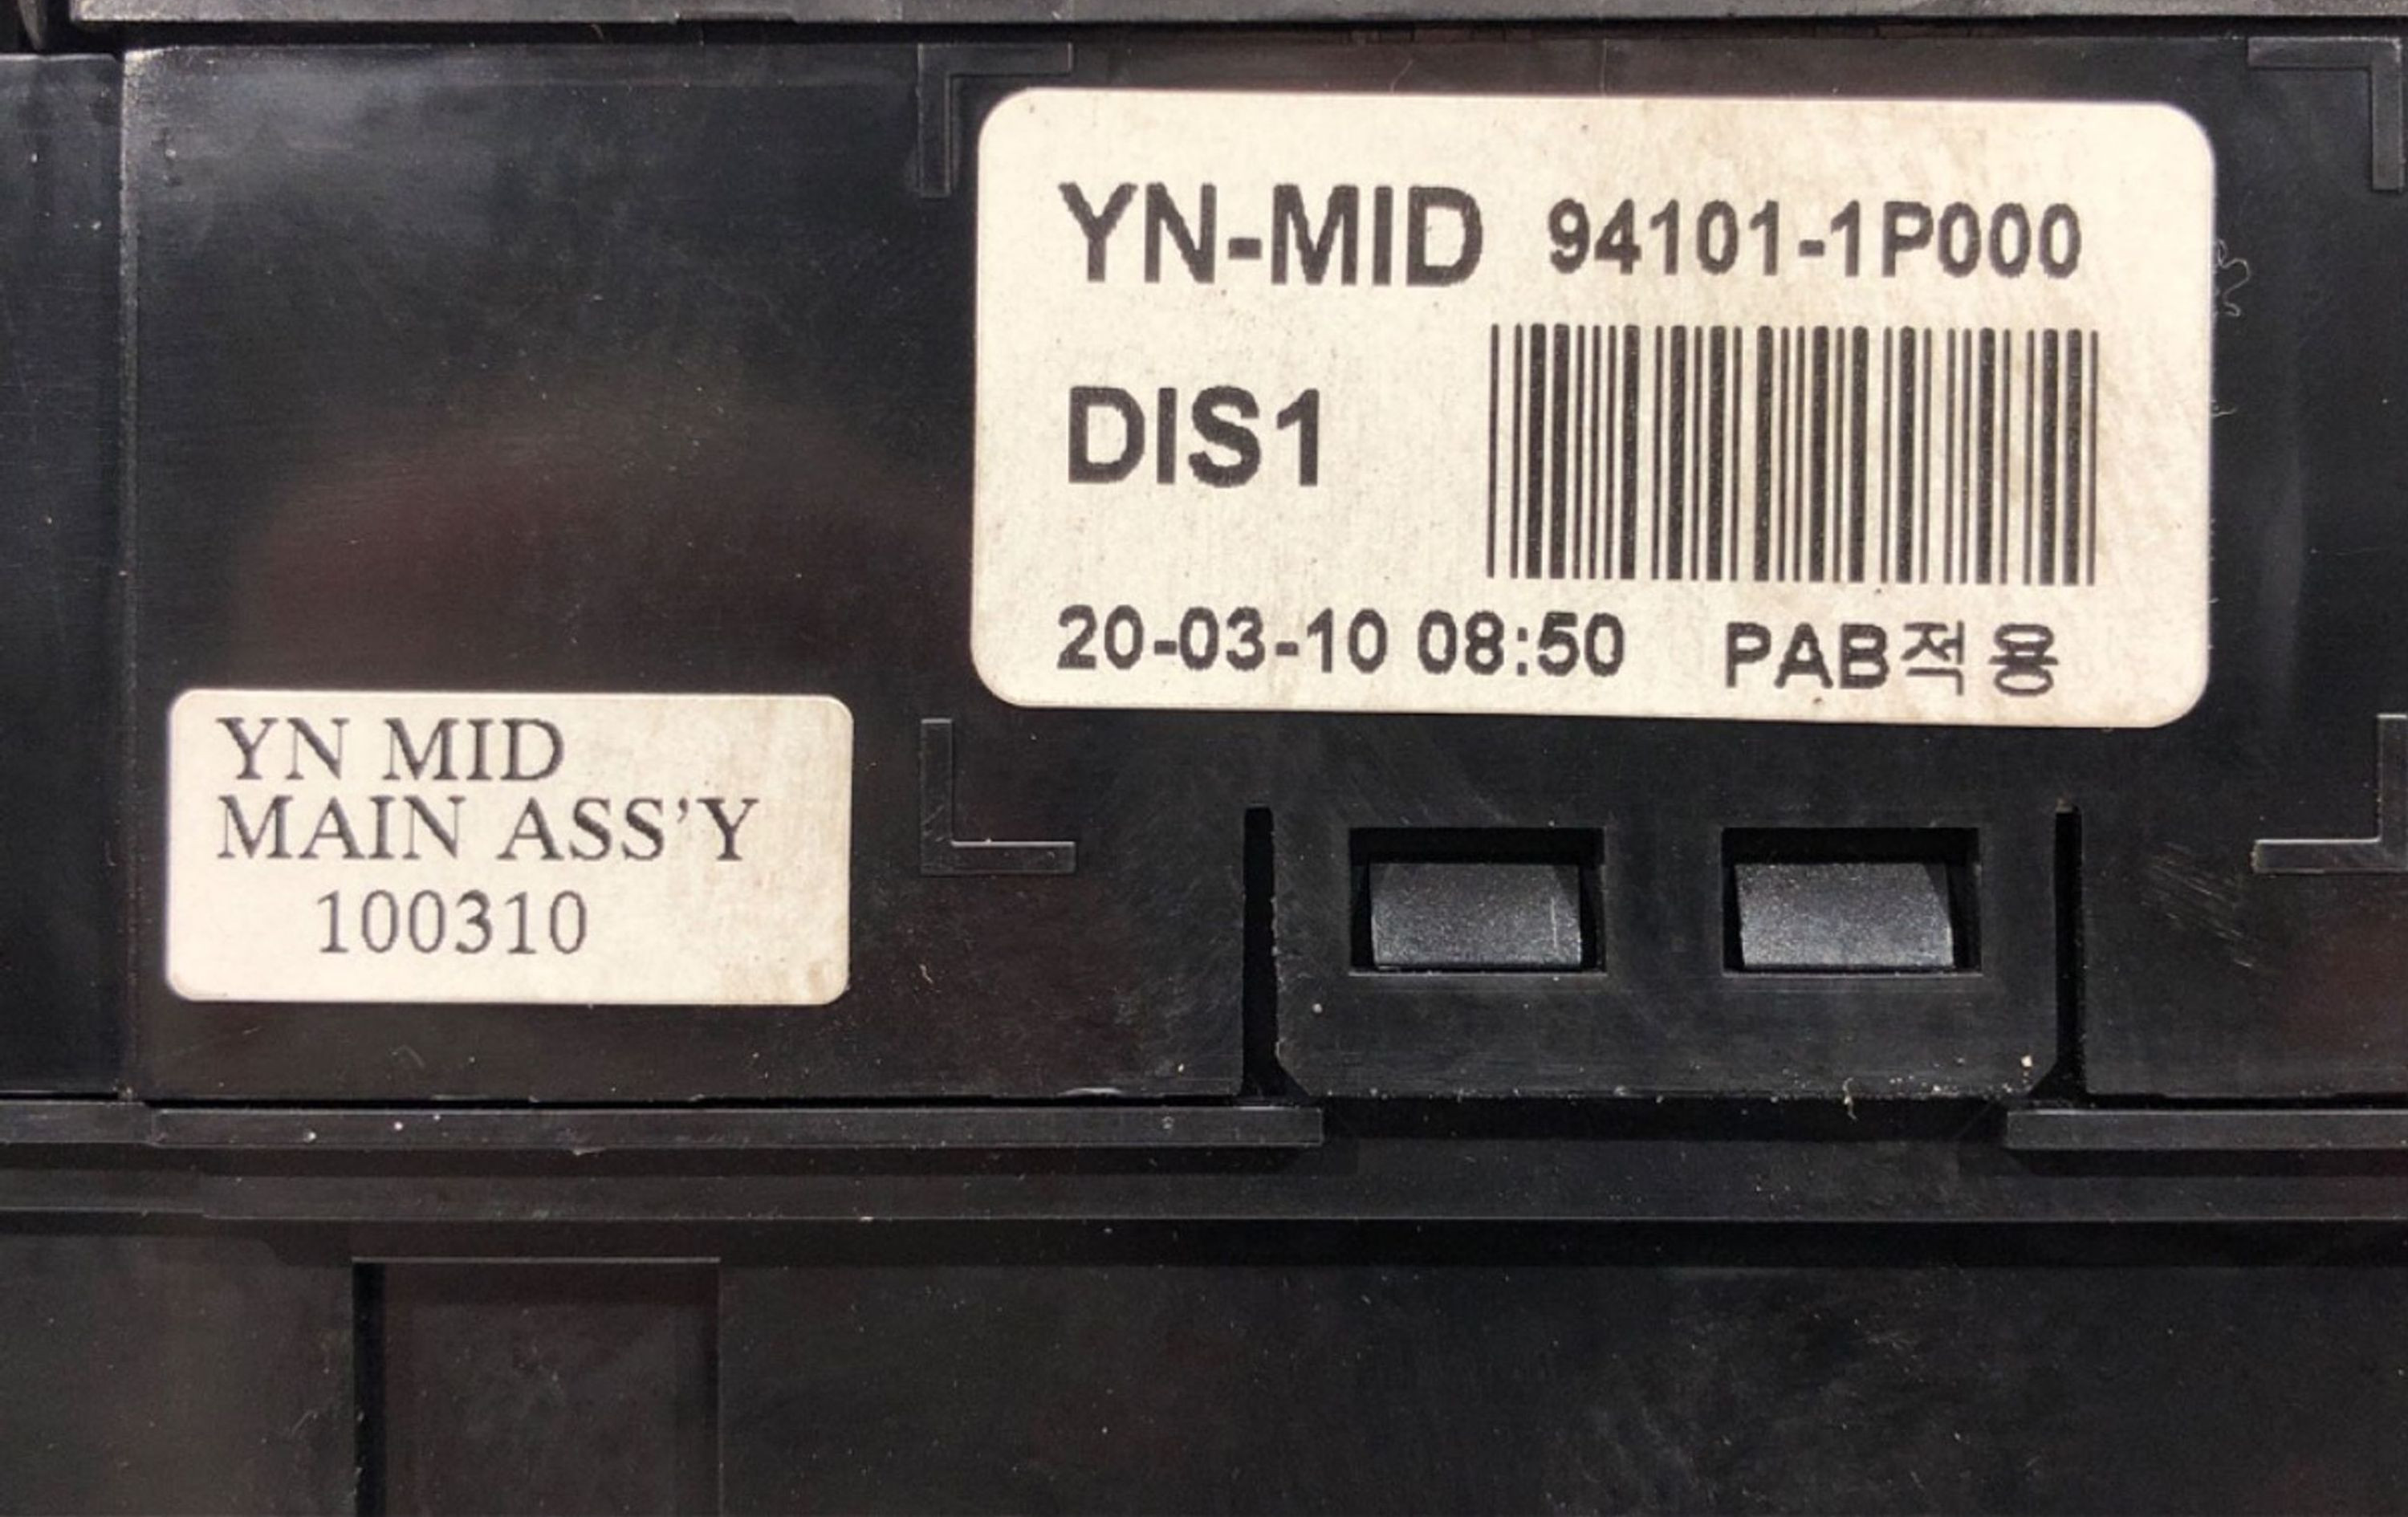 YN-MID 94101-1P000
DIS1
20-03-10 08:50 PAB적용
YN MID
MAIN ASS'Y
100310